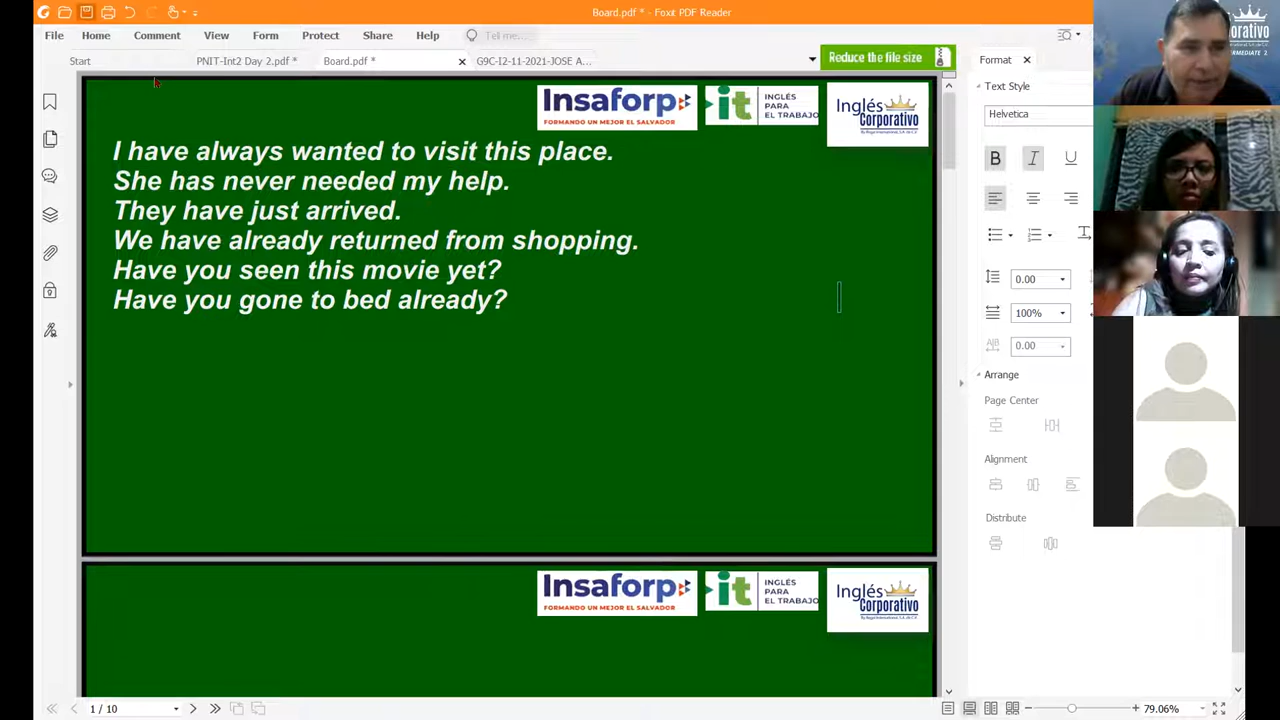 Board.pdf * - Foxit PDF Reader
File Home Comment View Form Protect Share Help Tell me...
Start PNIT-Int2 Day 2.pdf * Board.pdf * G9C-I2-11-2021-JOSE A... Reduce the file size
Insaforp
FORMANDO UN MEJOR EL SALVADOR
it INGLÉS PARA EL TRABAJO
Inglés Corporativo
I have always wanted to visit this place.
She has never needed my help.
They have just arrived.
We have already returned from shopping.
Have you seen this movie yet?
Have you gone to bed already?
Insaforp
FORMANDO UN MEJOR EL SALVADOR
it INGLÉS PARA EL TRABAJO
Inglés Corporativo
1 / 10
79.06%
Format
Text Style
Helvetica
B I U
0.00
100%
0.00
Arrange
Page Center
Alignment
Distribute